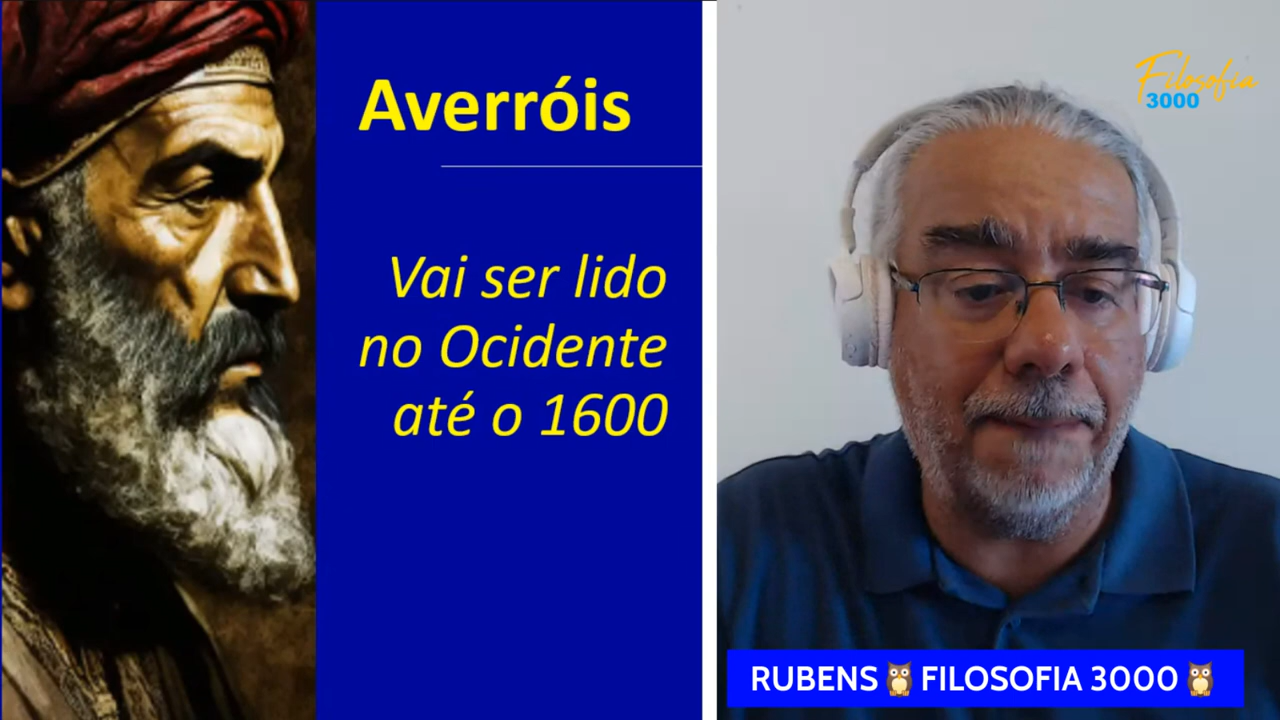 Averróis
Vai ser lido
no Ocidente
até o 1600
Filosofia
3000
RUBENS🦉FILOSOFIA 3000🦉